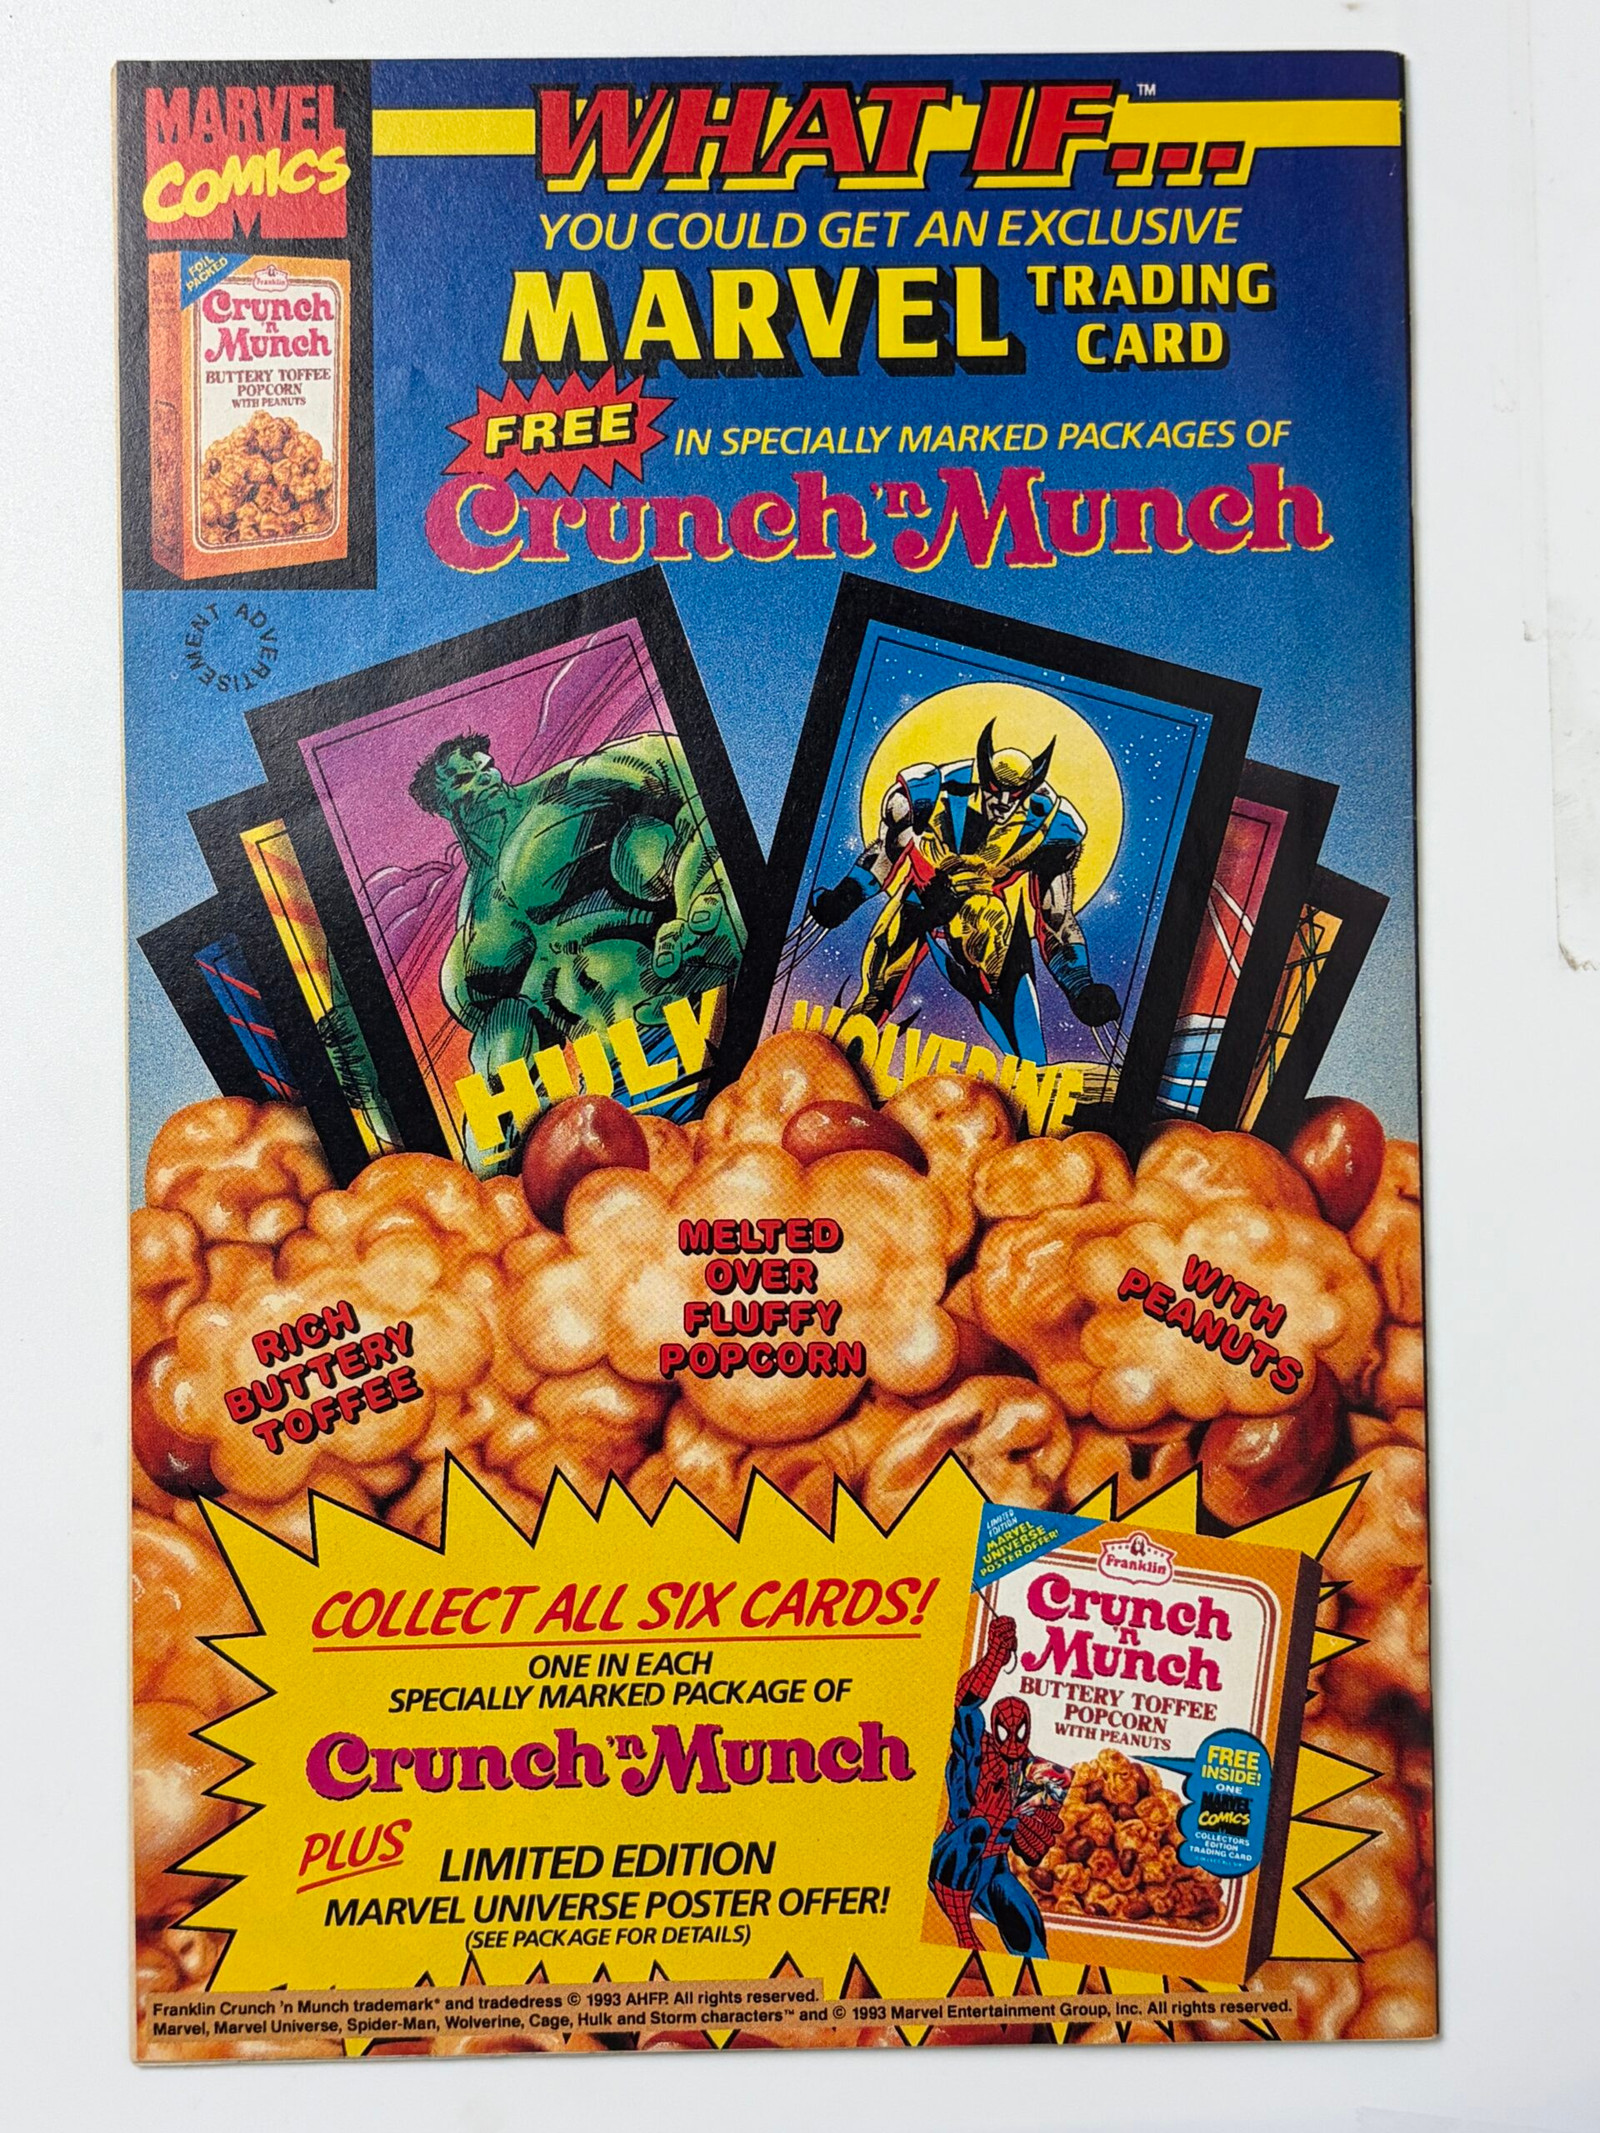 MARVEL
COMICS
M
FOIL
PACKED
Franklin
Crunch
'n
Munch
BUTTERY TOFFEE
POPCORN
WITH PEANUTS
ADVERTISEMENT
WHAT IF...™
YOU COULD GET AN EXCLUSIVE
MARVEL TRADING
CARD
FREE IN SPECIALLY MARKED PACKAGES OF
Crunch 'n Munch
HULK
WOLVERINE
RICH
BUTTERY
TOFFEE
MELTED
OVER
FLUFFY
POPCORN
WITH
PEANUTS
COLLECT ALL SIX CARDS!
ONE IN EACH
SPECIALLY MARKED PACKAGE OF
Crunch 'n Munch
PLUS LIMITED EDITION
MARVEL UNIVERSE POSTER OFFER!
(SEE PACKAGE FOR DETAILS)
LIMITED
EDITION
MARVEL
UNIVERSE
POSTER OFFER!
Franklin
Crunch
'n
Munch
BUTTERY TOFFEE
POPCORN
WITH PEANUTS
FREE
INSIDE!
ONE
MARVEL
COMICS
COLLECTORS
EDITION
TRADING CARD
Franklin Crunch 'n Munch trademark* and tradedress © 1993 AHFP. All rights reserved.
Marvel, Marvel Universe, Spider-Man, Wolverine, Cage, Hulk and Storm characters™ and © 1993 Marvel Entertainment Group, Inc. All rights reserved.